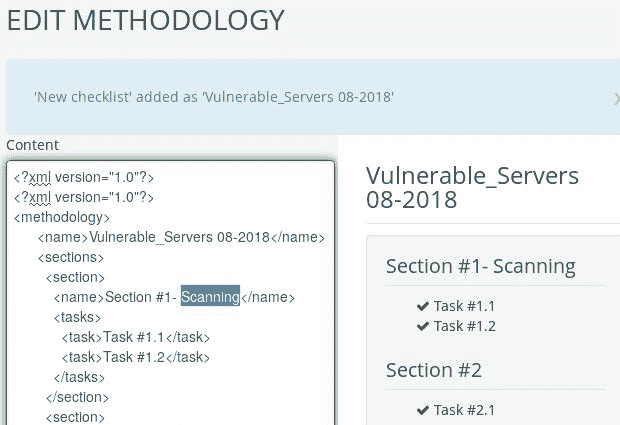 EDIT METHODOLOGY
'New checklist' added as 'Vulnerable_Servers 08-2018'
x
Content
<?xml version="1.0"?>
<?xml version="1.0"?>
<methodology>
<name>Vulnerable_Servers 08-2018</name>
<sections>
<section>
<name>Section #1- Scanning</name>
<tasks>
<task>Task #1.1</task>
<task>Task #1.2</task>
</tasks>
</section>
<section>
Vulnerable_Servers
08-2018
Section #1- Scanning
✔ Task #1.1
✔ Task #1.2
Section #2
✔ Task #2.1